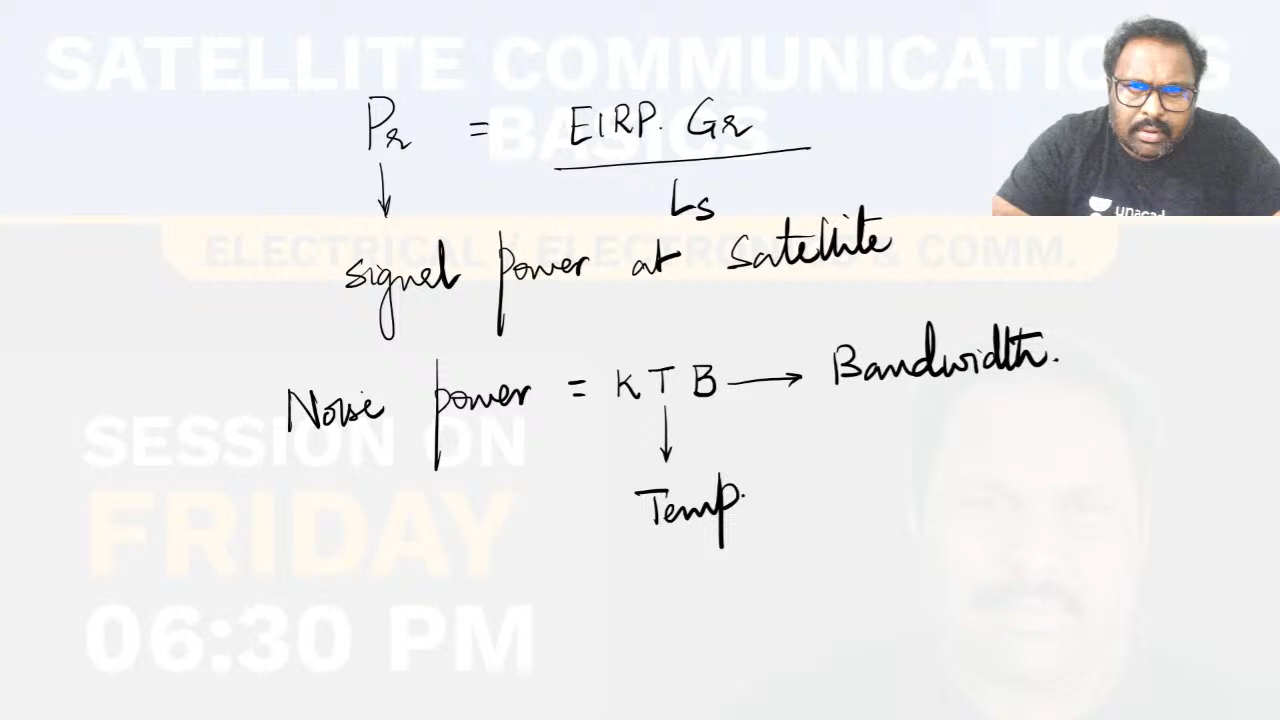 SATELLITE COMMUNICATIONS
BASICS
Pr = EIRP. Gr
Ls
unacad
ELECTRICAL / ELECTRONICS & COMM.
signal power at satellite
Noise power = KTB → Bandwidth.
Temp.
SESSION ON
FRIDAY
06:30 PM